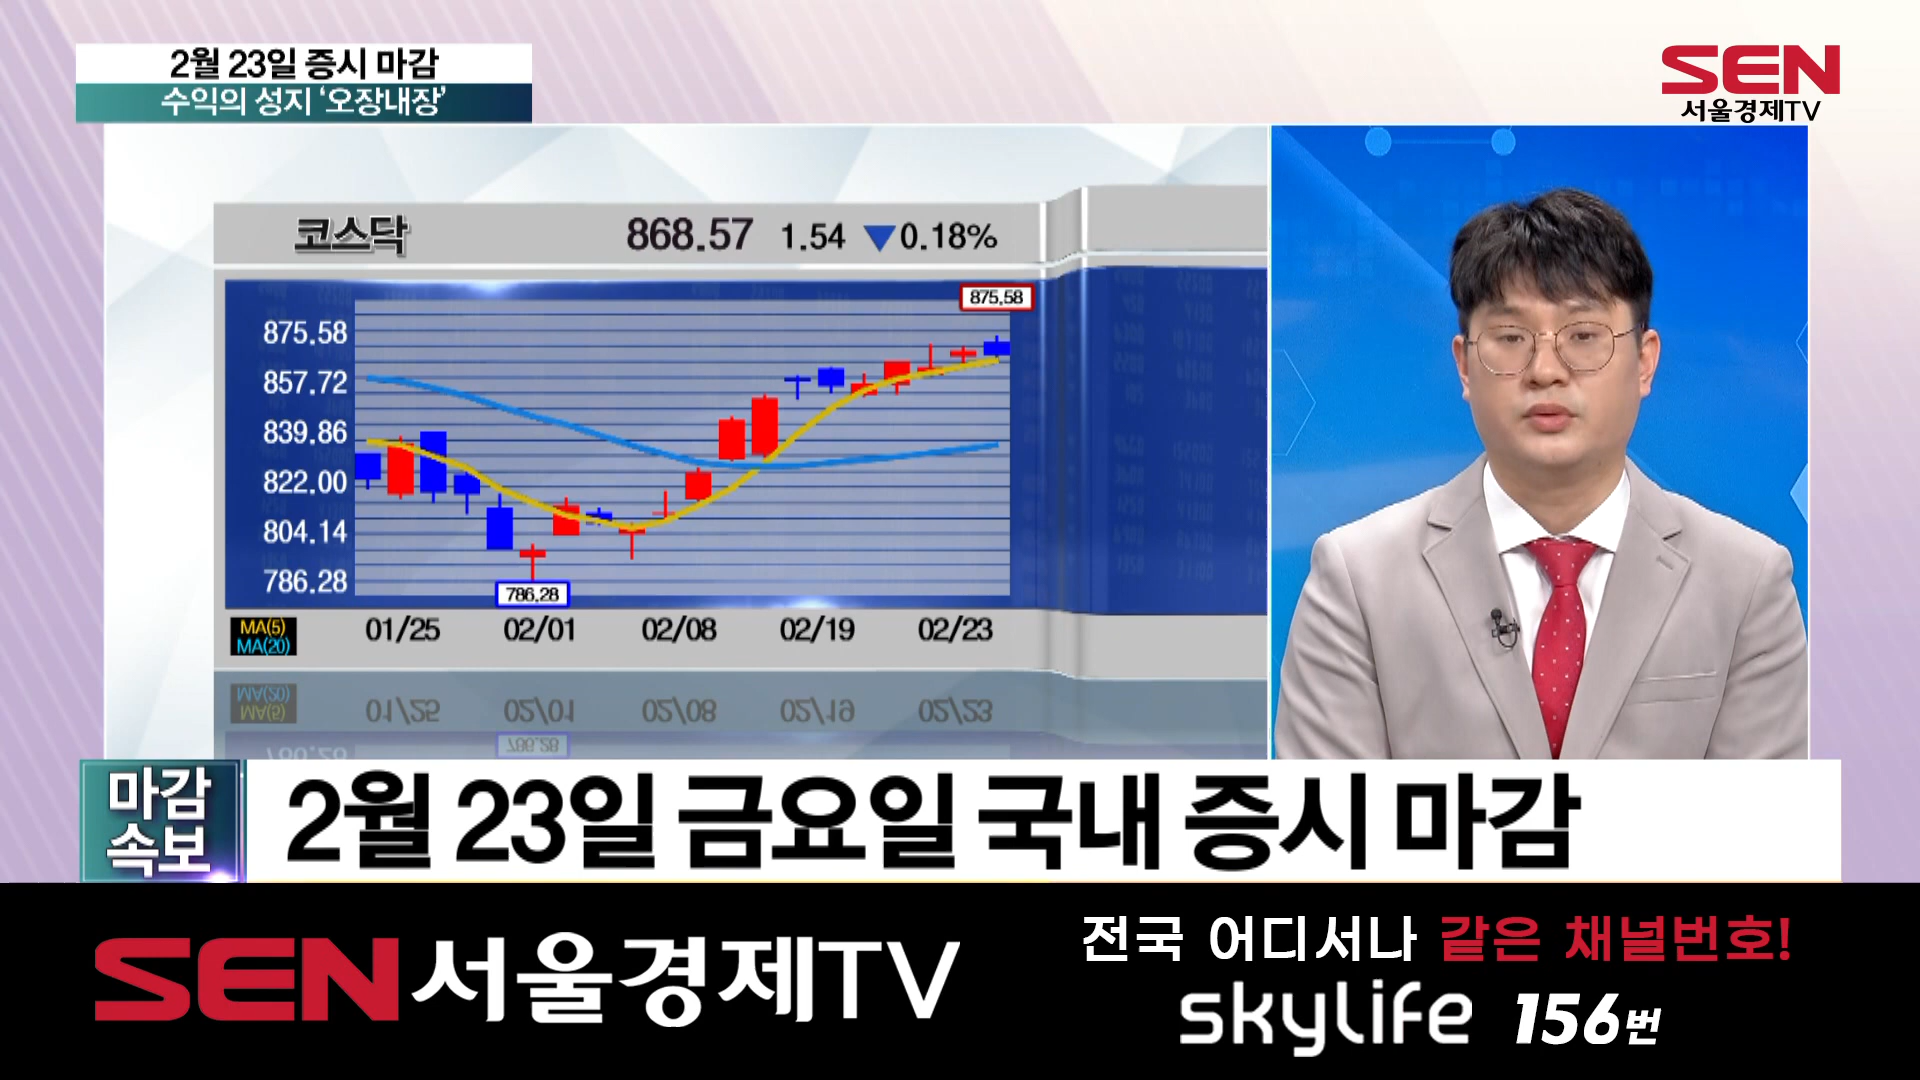 2월 23일 증시 마감
수익의 성지 ‘오장내장’
SEN
서울경제TV
코스닥 868.57 1.54 ▼0.18%
875.58
875.58
857.72
839.86
822.00
804.14
786.28
786.28
MA(5)
MA(20)
01/25 02/01 02/08 02/19 02/23
마감
속보
2월 23일 금요일 국내 증시 마감
SEN 서울경제TV
전국 어디서나 같은 채널번호!
skylife 156번